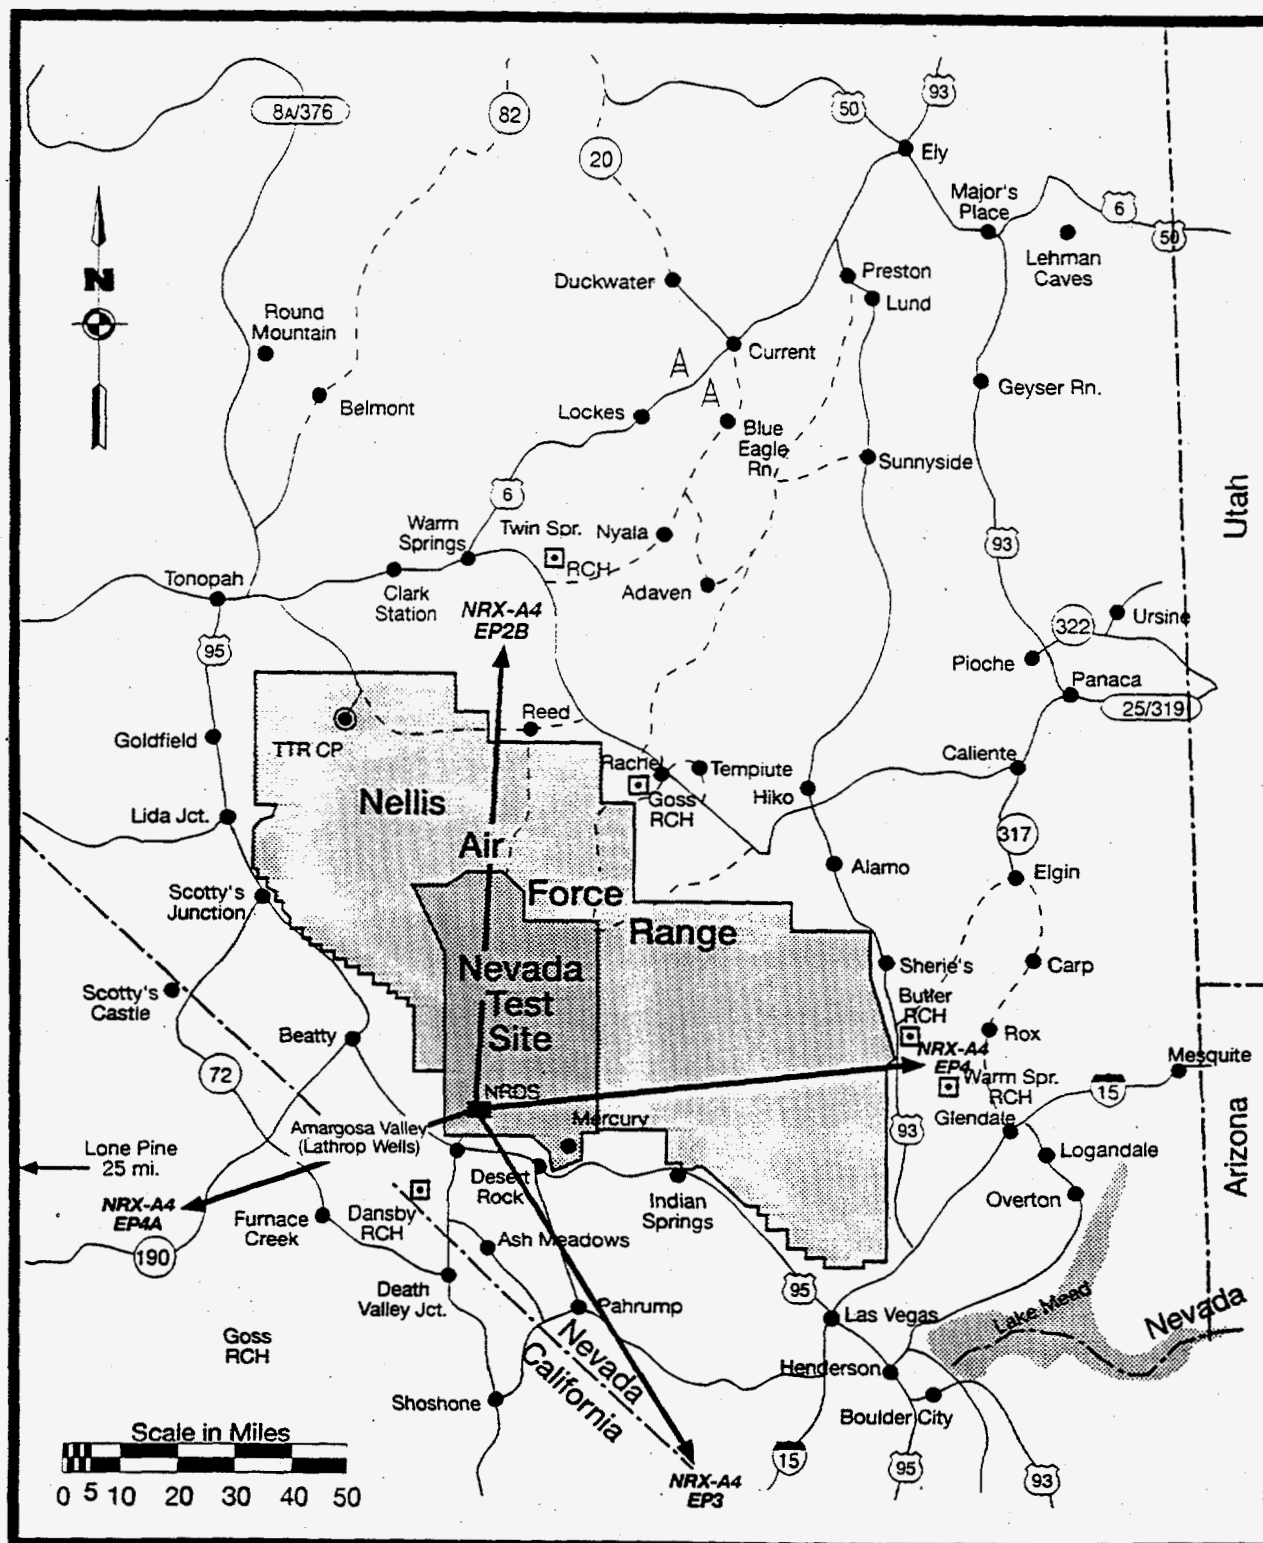 8A/376
82
20
50
93
Ely
Major's
Place
6
50
Lehman
Caves
N
Duckwater
Preston
Lund
Round
Mountain
Current
Geyser Rn.
Belmont
Lockes
Blue
Eagle
Rn.
Sunnyside
Utah
6
Warm
Springs
Twin Spr.
RCH
Nyala
93
Tonopah
Clark
Station
Adaven
NRX-A4
EP2B
322
Ursine
95
Pioche
Panaca
25/319
Reed
Goldfield
TTR CP
Rachel
Tempiute
Caliente
Goss
RCH
Hiko
Nellis
Lida Jct.
317
Air
Alamo
Elgin
Scotty's
Junction
Force
Range
Nevada
Test
Site
Sherie's
Carp
Scotty's
Castle
Butler
RCH
Beatty
Rox
NRX-A4
EP4
Mesquite
72
Warm Spr.
RCH
15
NRDS
Glendale
Mercury
93
Amargosa Valley
(Lathrop Wells)
Lone Pine
25 mi.
Logandale
Arizona
Desert
Rock
Indian
Springs
Overton
NRX-A4
EP4A
Dansby
RCH
Furnace
Creek
Ash Meadows
190
Death
Valley Jct.
95
Pahrump
Las Vegas
Lake Mead
Nevada
Goss
RCH
Nevada
California
Henderson
Shoshone
Boulder City
Scale in Miles
0 5 10 20 30 40 50
15
95
93
NRX-A4
EP3